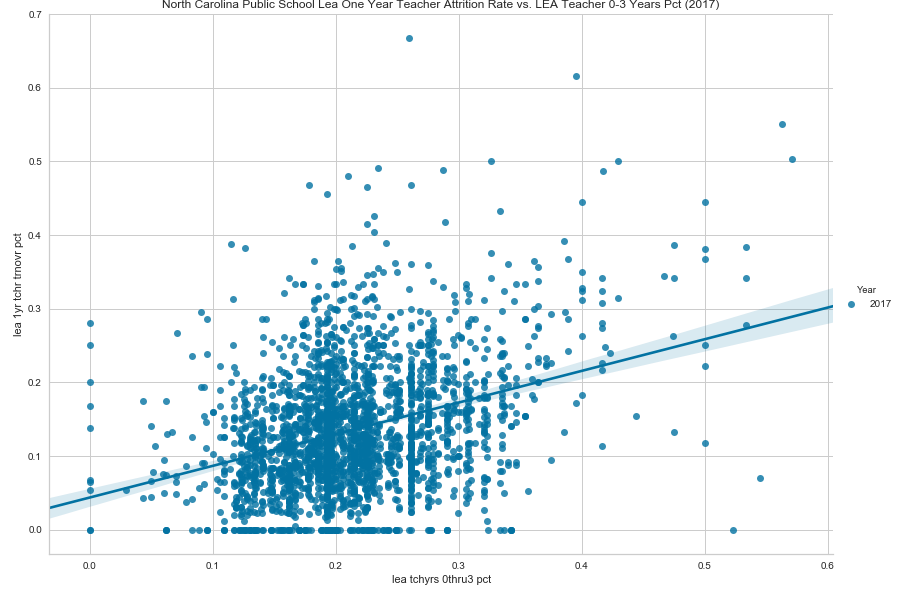 North Carolina Public School Lea One Year Teacher Attrition Rate vs. LEA Teacher 0-3 Years Pct (2017)
0.7
0.6
0.5
0.4
0.3
0.2
0.1
0.0
lea 1yr tchr trnovr pct
0.0 0.1 0.2 0.3 0.4 0.5 0.6
lea tchyrs 0thru3 pct
Year
2017